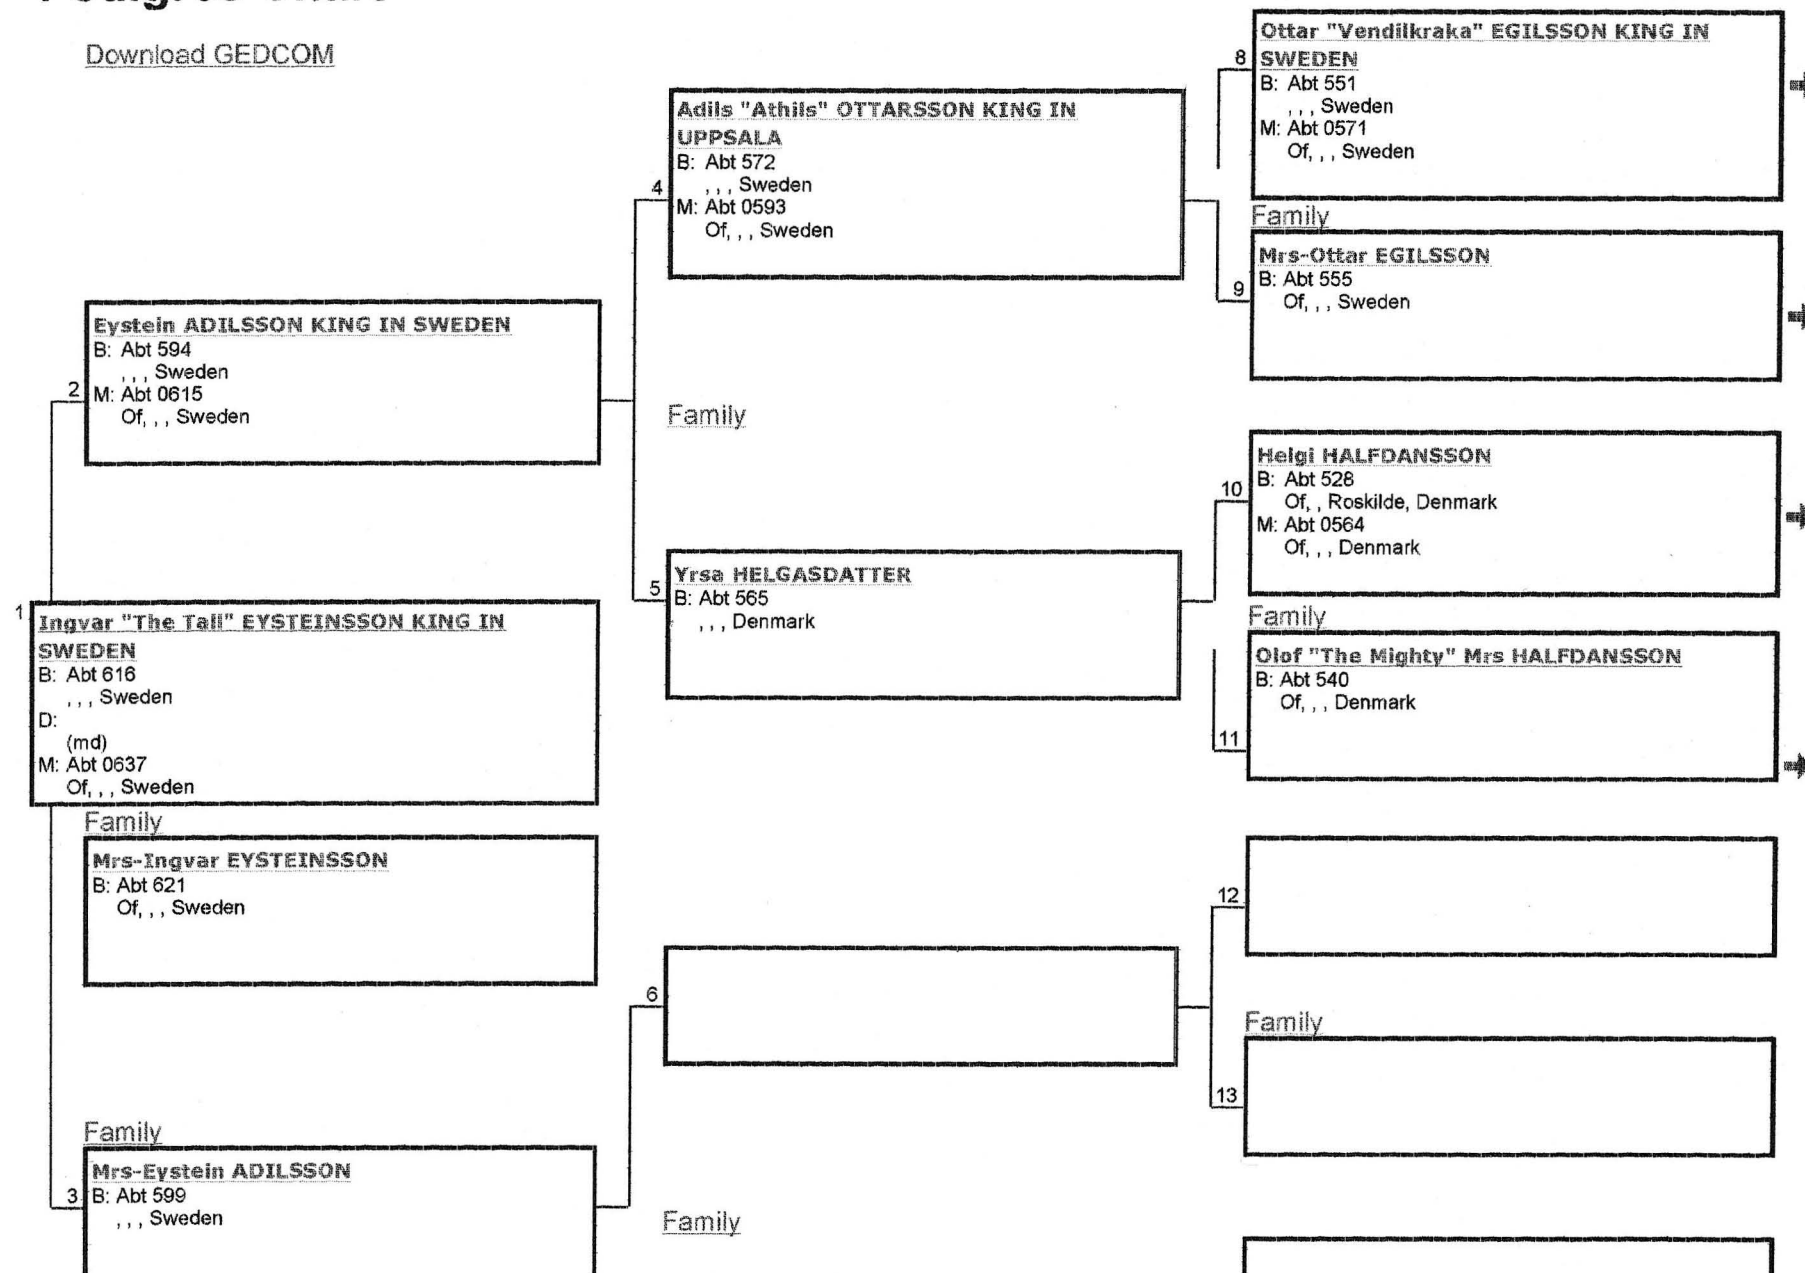 Download GEDCOM
8
Ottar "Vendilkraka" EGILSSON KING IN
SWEDEN
B: Abt 551
, , , Sweden
M: Abt 0571
Of, , , Sweden
4
Adils "Athils" OTTARSSON KING IN
UPPSALA
B: Abt 572
, , , Sweden
M: Abt 0593
Of, , , Sweden
Family
9
Mrs-Ottar EGILSSON
B: Abt 555
Of, , , Sweden
2
Eystein ADILSSON KING IN SWEDEN
B: Abt 594
, , , Sweden
M: Abt 0615
Of, , , Sweden
Family
10
Helgi HALFDANSSON
B: Abt 528
Of, , Roskilde, Denmark
M: Abt 0564
Of, , , Denmark
5
Yrsa HELGASDATTER
B: Abt 565
, , , Denmark
Family
11
Olof "The Mighty" Mrs HALFDANSSON
B: Abt 540
Of, , , Denmark
1
Ingvar "The Tall" EYSTEINSSON KING IN
SWEDEN
B: Abt 616
, , , Sweden
D:
(md)
M: Abt 0637
Of, , , Sweden
Family
Mrs-Ingvar EYSTEINSSON
B: Abt 621
Of, , , Sweden
12
6
Family
13
Family
3
Mrs-Eystein ADILSSON
B: Abt 599
, , , Sweden
Family